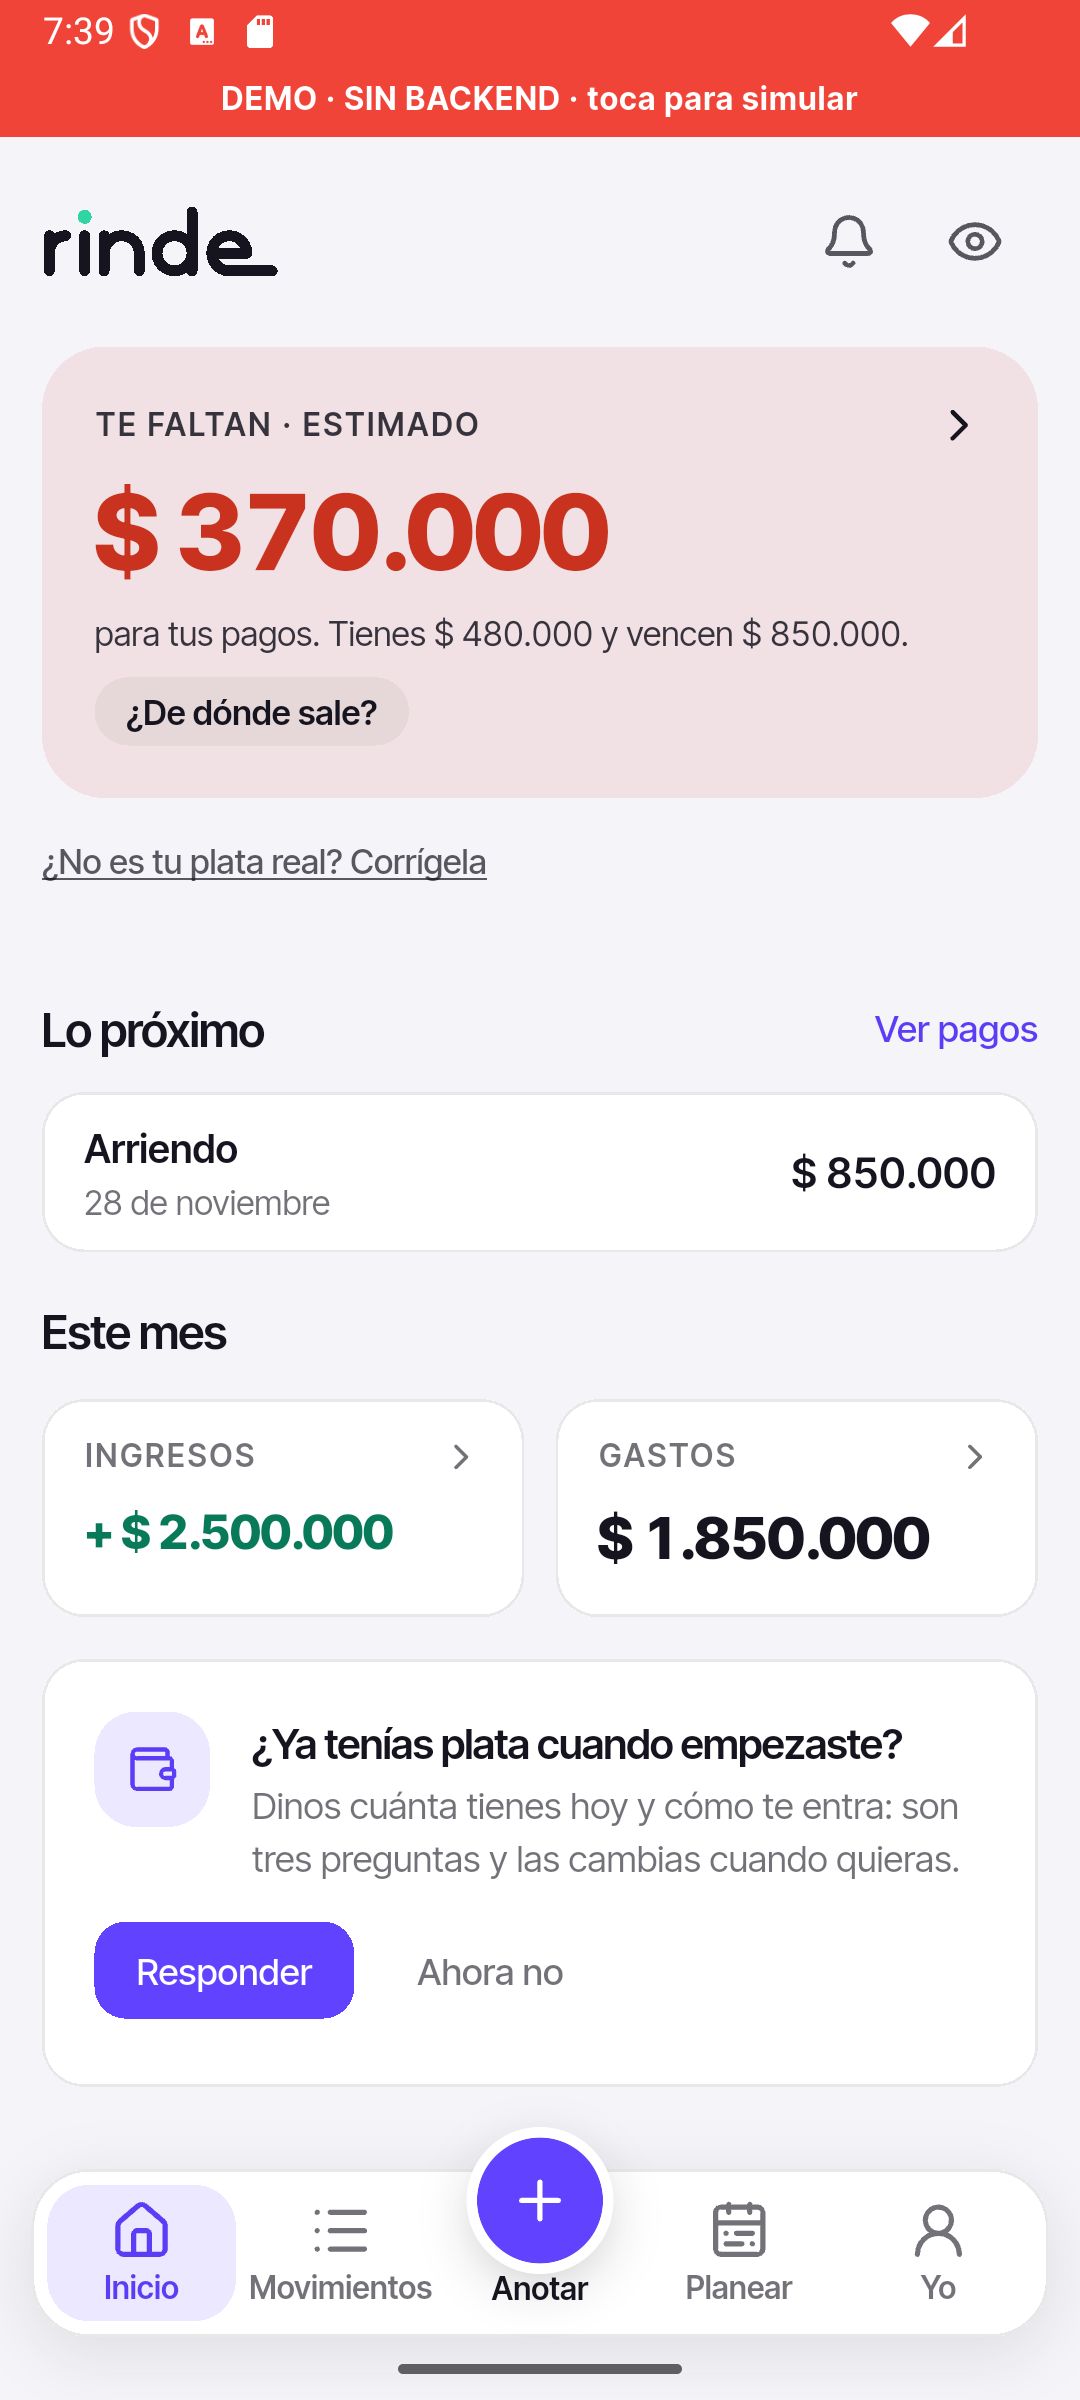 7:39
DEMO · SIN BACKEND · toca para simular
rinde
TE FALTAN · ESTIMADO
$ 370.000
para tus pagos. Tienes $ 480.000 y vencen $ 850.000.
¿De dónde sale?
¿No es tu plata real? Corrígela
Lo próximo
Ver pagos
Arriendo
28 de noviembre
$ 850.000
Este mes
INGRESOS
+ $ 2.500.000
GASTOS
$ 1.850.000
¿Ya tenías plata cuando empezaste?
Dinos cuánta tienes hoy y cómo te entra: son
tres preguntas y las cambias cuando quieras.
Responder
Ahora no
Inicio
Movimientos
Anotar
Planear
Yo